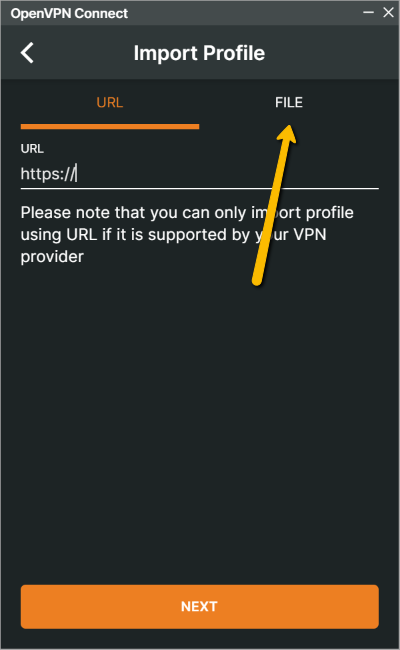 OpenVPN Connect
Import Profile
URL
FILE
URL
https://
Please note that you can only import profile
using URL if it is supported by your VPN
provider
NEXT